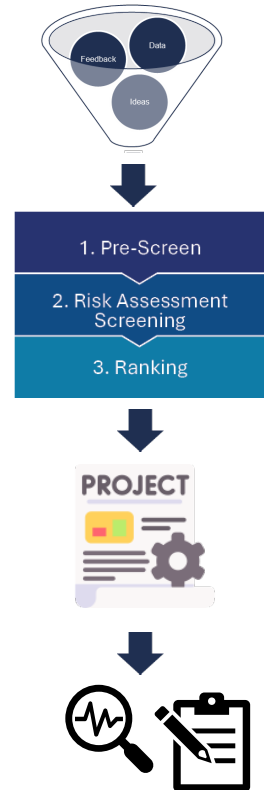 Data
Feedback
Ideas
1. Pre-Screen
2. Risk Assessment
Screening
3. Ranking
PROJECT